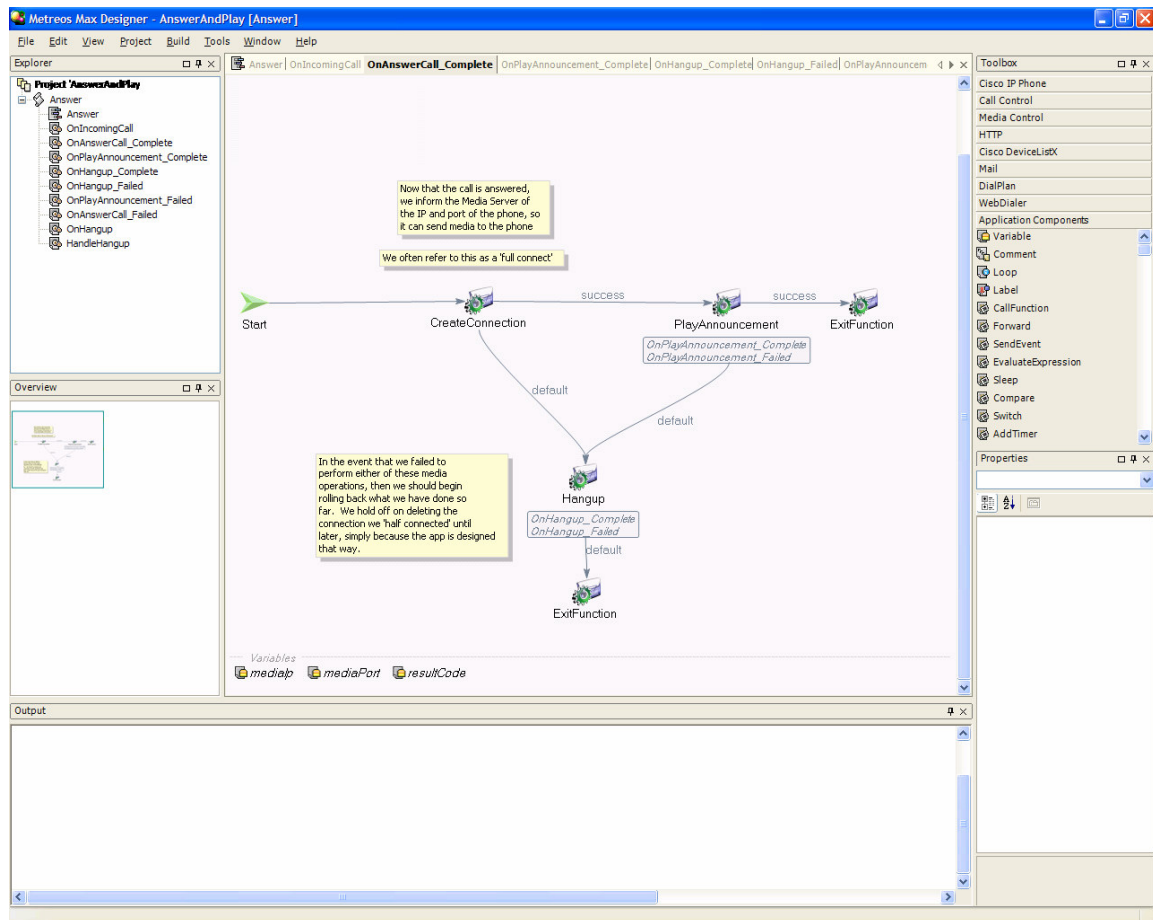 Metreos Max Designer - AnswerAndPlay [Answer]
File Edit View Project Build Tools Window Help
Explorer
Project 'AnswerAndPlay
Answer
Answer
OnIncomingCall
OnAnswerCall_Complete
OnPlayAnnouncement_Complete
OnHangup_Complete
OnHangup_Failed
OnPlayAnnouncement_Failed
OnAnswerCall_Failed
OnHangup
HandleHangup
Overview
Answer OnIncomingCall OnAnswerCall_Complete OnPlayAnnouncement_Complete OnHangup_Complete OnHangup_Failed OnPlayAnnouncem
Now that the call is answered,
we inform the Media Server of
the IP and port of the phone, so
it can send media to the phone
We often refer to this as a 'full connect'
Start
CreateConnection
success
PlayAnnouncement
success
ExitFunction
OnPlayAnnouncement_Complete
OnPlayAnnouncement_Failed
default
default
In the event that we failed to
perform either of these media
operations, then we should begin
rolling back what we have done so
far. We hold off on deleting the
connection we 'half connected' until
later, simply because the app is designed
that way.
Hangup
OnHangup_Complete
OnHangup_Failed
default
ExitFunction
Variables
mediaIp mediaPort resultCode
Toolbox
Cisco IP Phone
Call Control
Media Control
HTTP
Cisco DeviceListX
Mail
DialPlan
WebDialer
Application Components
Variable
Comment
Loop
Label
CallFunction
Forward
SendEvent
EvaluateExpression
Sleep
Compare
Switch
AddTimer
Properties
Output